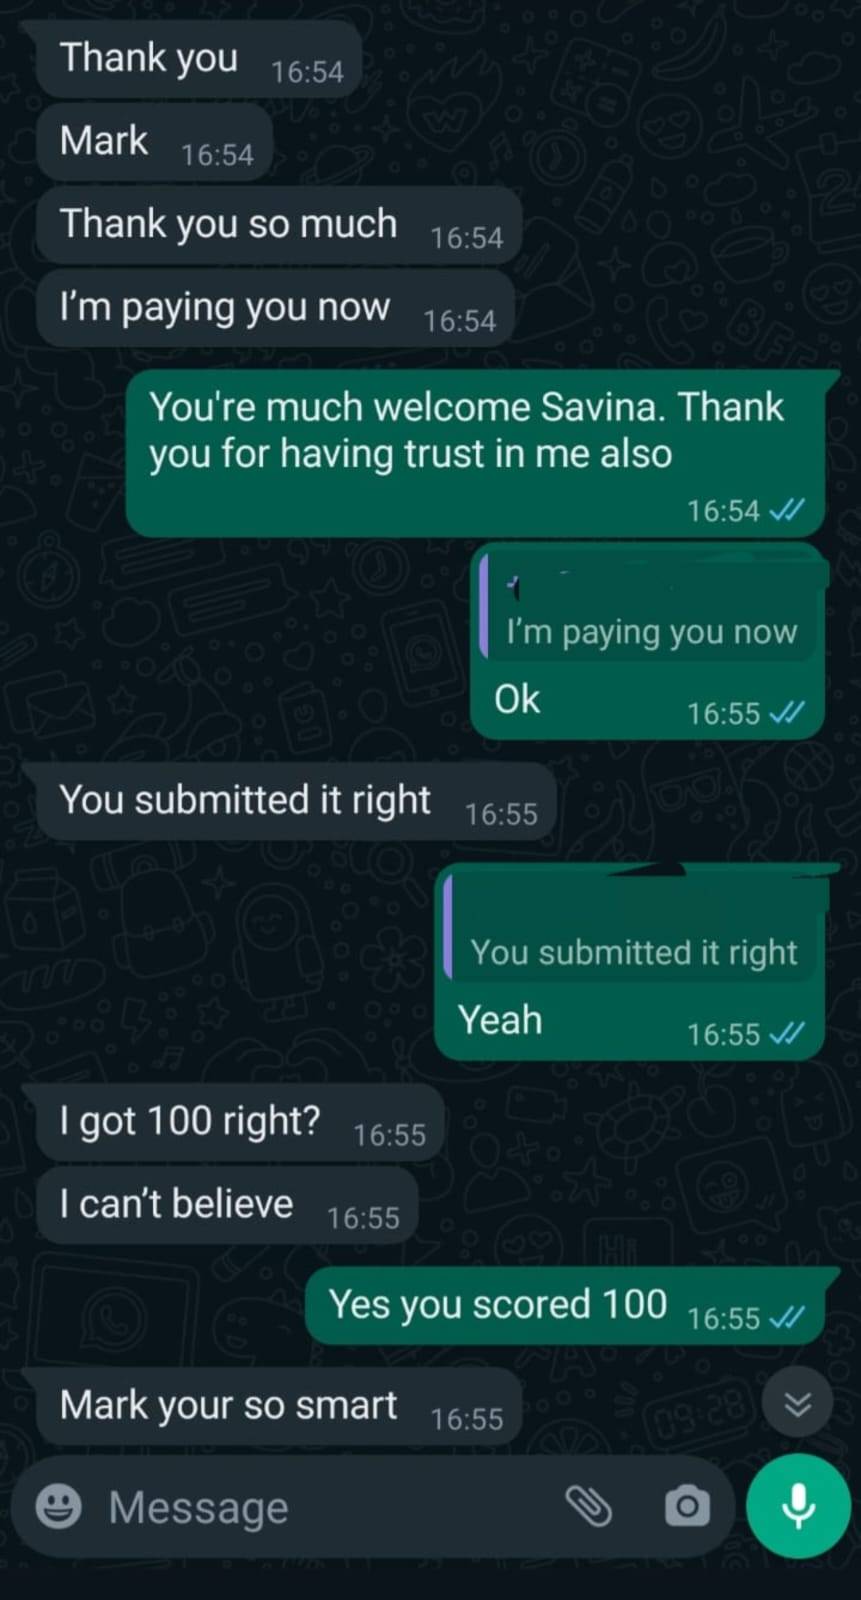 Thank you 16:54
Mark 16:54
Thank you so much 16:54
I'm paying you now 16:54
You're much welcome Savina. Thank
you for having trust in me also
16:54
I'm paying you now
Ok 16:55
You submitted it right 16:55
You submitted it right
Yeah 16:55
I got 100 right? 16:55
I can't believe 16:55
Yes you scored 100 16:55
Mark your so smart 16:55
Message